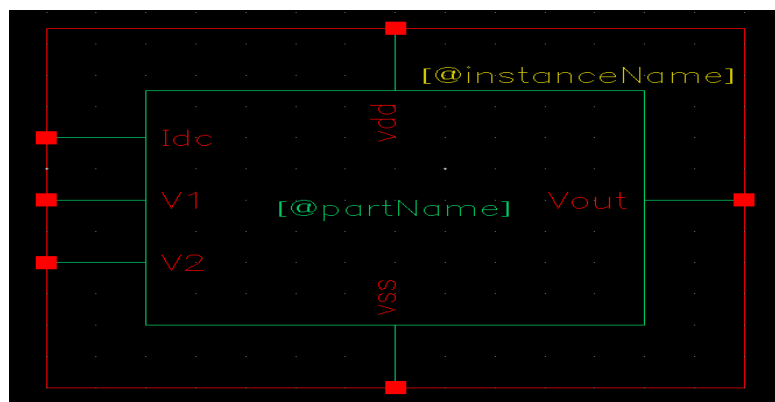 [@instanceName]
vdd
Idc
V1
[@partName]
Vout
V2
vss